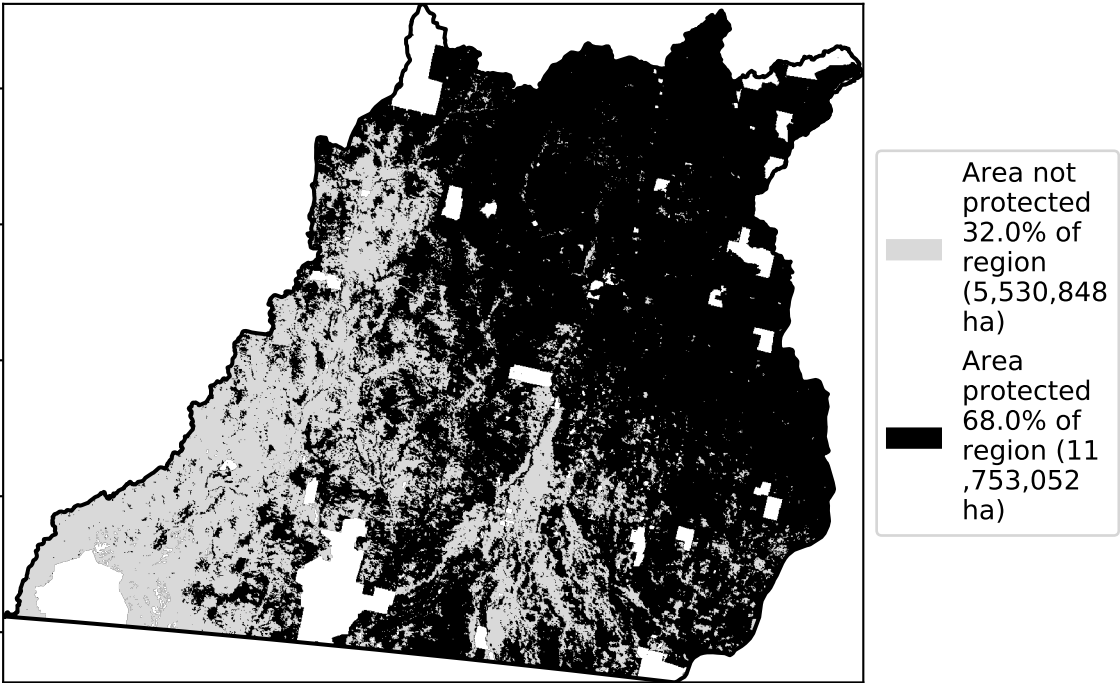 Area not
protected
32.0% of
region
(5,530,848
ha)
Area
protected
68.0% of
region (11
,753,052
ha)